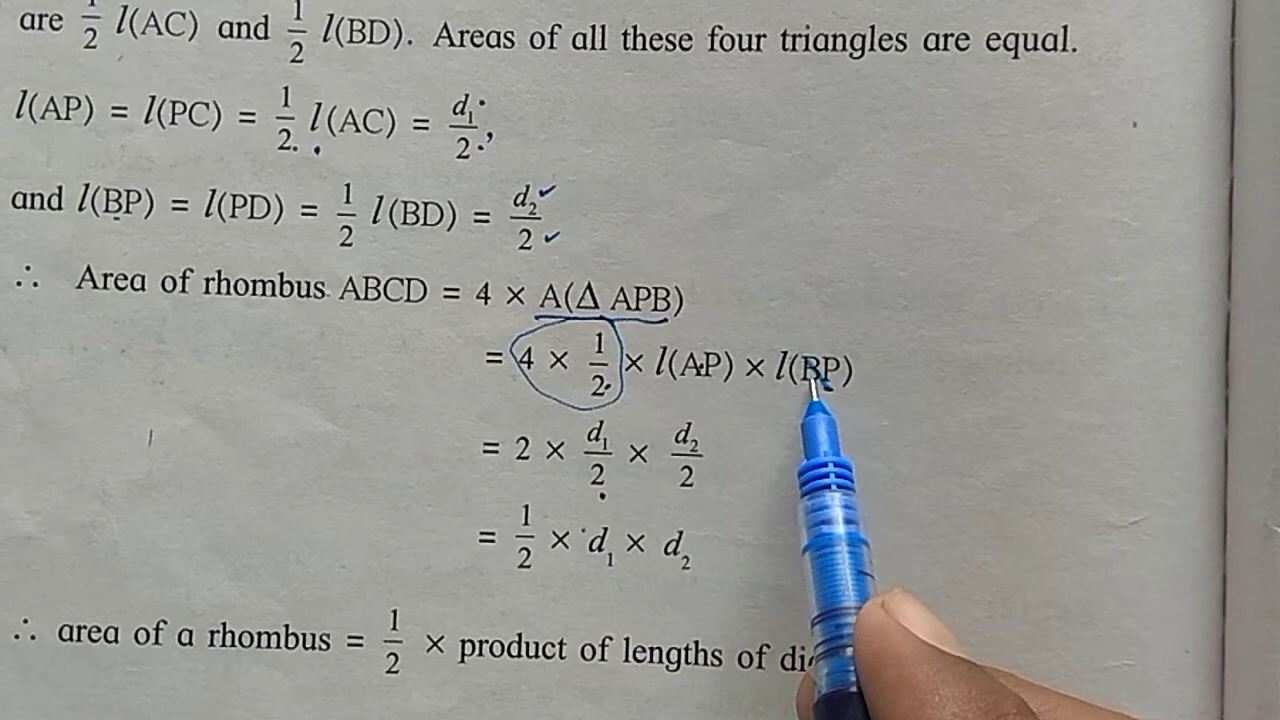 are 1/2 l(AC) and 1/2 l(BD). Areas of all these four triangles are equal.
l(AP) = l(PC) = 1/2 l(AC) = d₁/2,
and l(BP) = l(PD) = 1/2 l(BD) = d₂/2
∴ Area of rhombus ABCD = 4 × A(Δ APB)
= 4 × 1/2 × l(AP) × l(BP)
= 2 × d₁/2 × d₂/2
= 1/2 × d₁ × d₂
∴ area of a rhombus = 1/2 × product of lengths of